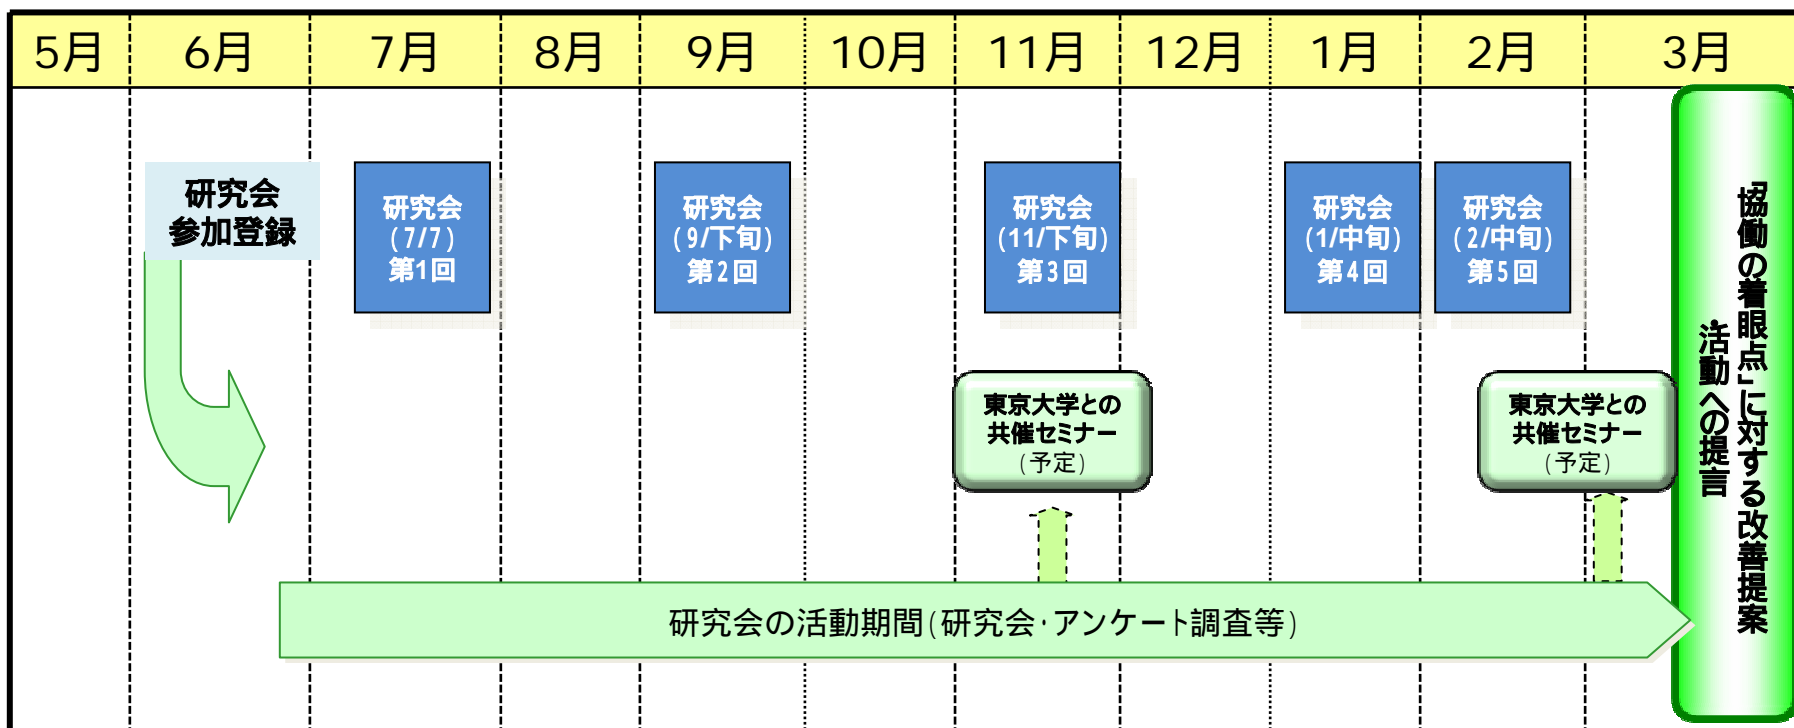 5月 6月 7月 8月 9月 10月 11月 12月 1月 2月 3月
研究会
参加登録
研究会
(7/7)
第1回
研究会
(9/下旬)
第2回
研究会
(11/下旬)
第3回
研究会
(1/中旬)
第4回
研究会
(2/中旬)
第5回
東京大学との
共催セミナー
(予定)
東京大学との
共催セミナー
(予定)
「協働の着眼点」に対する改善提案
・活動への提言
研究会の活動期間(研究会・アンケート調査等)